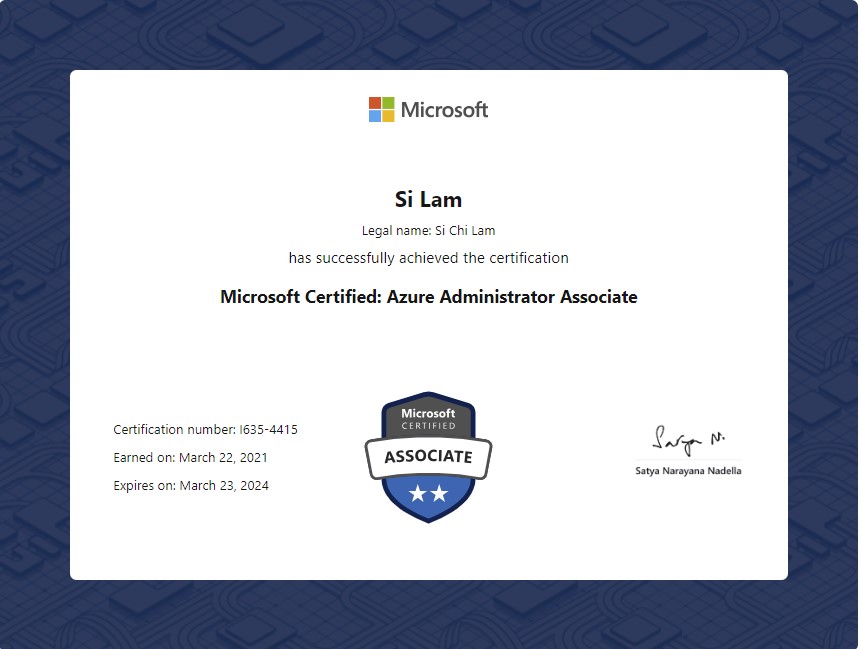 Microsoft
Si Lam
Legal name: Si Chi Lam
has successfully achieved the certification
Microsoft Certified: Azure Administrator Associate
Certification number: I635-4415
Earned on: March 22, 2021
Expires on: March 23, 2024
Microsoft
CERTIFIED
ASSOCIATE
Satya N.
Satya Narayana Nadella